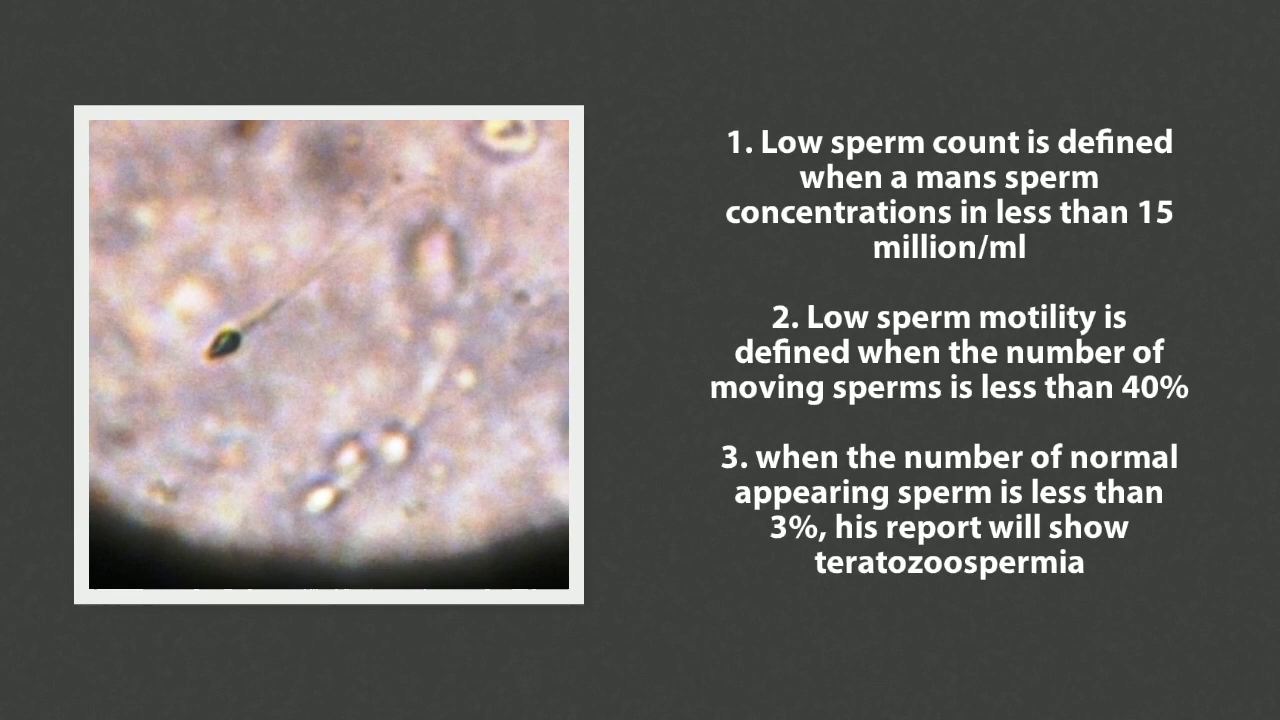 1. Low sperm count is defined
when a mans sperm
concentrations in less than 15
million/ml
2. Low sperm motility is
defined when the number of
moving sperms is less than 40%
3. when the number of normal
appearing sperm is less than
3%, his report will show
teratozoospermia